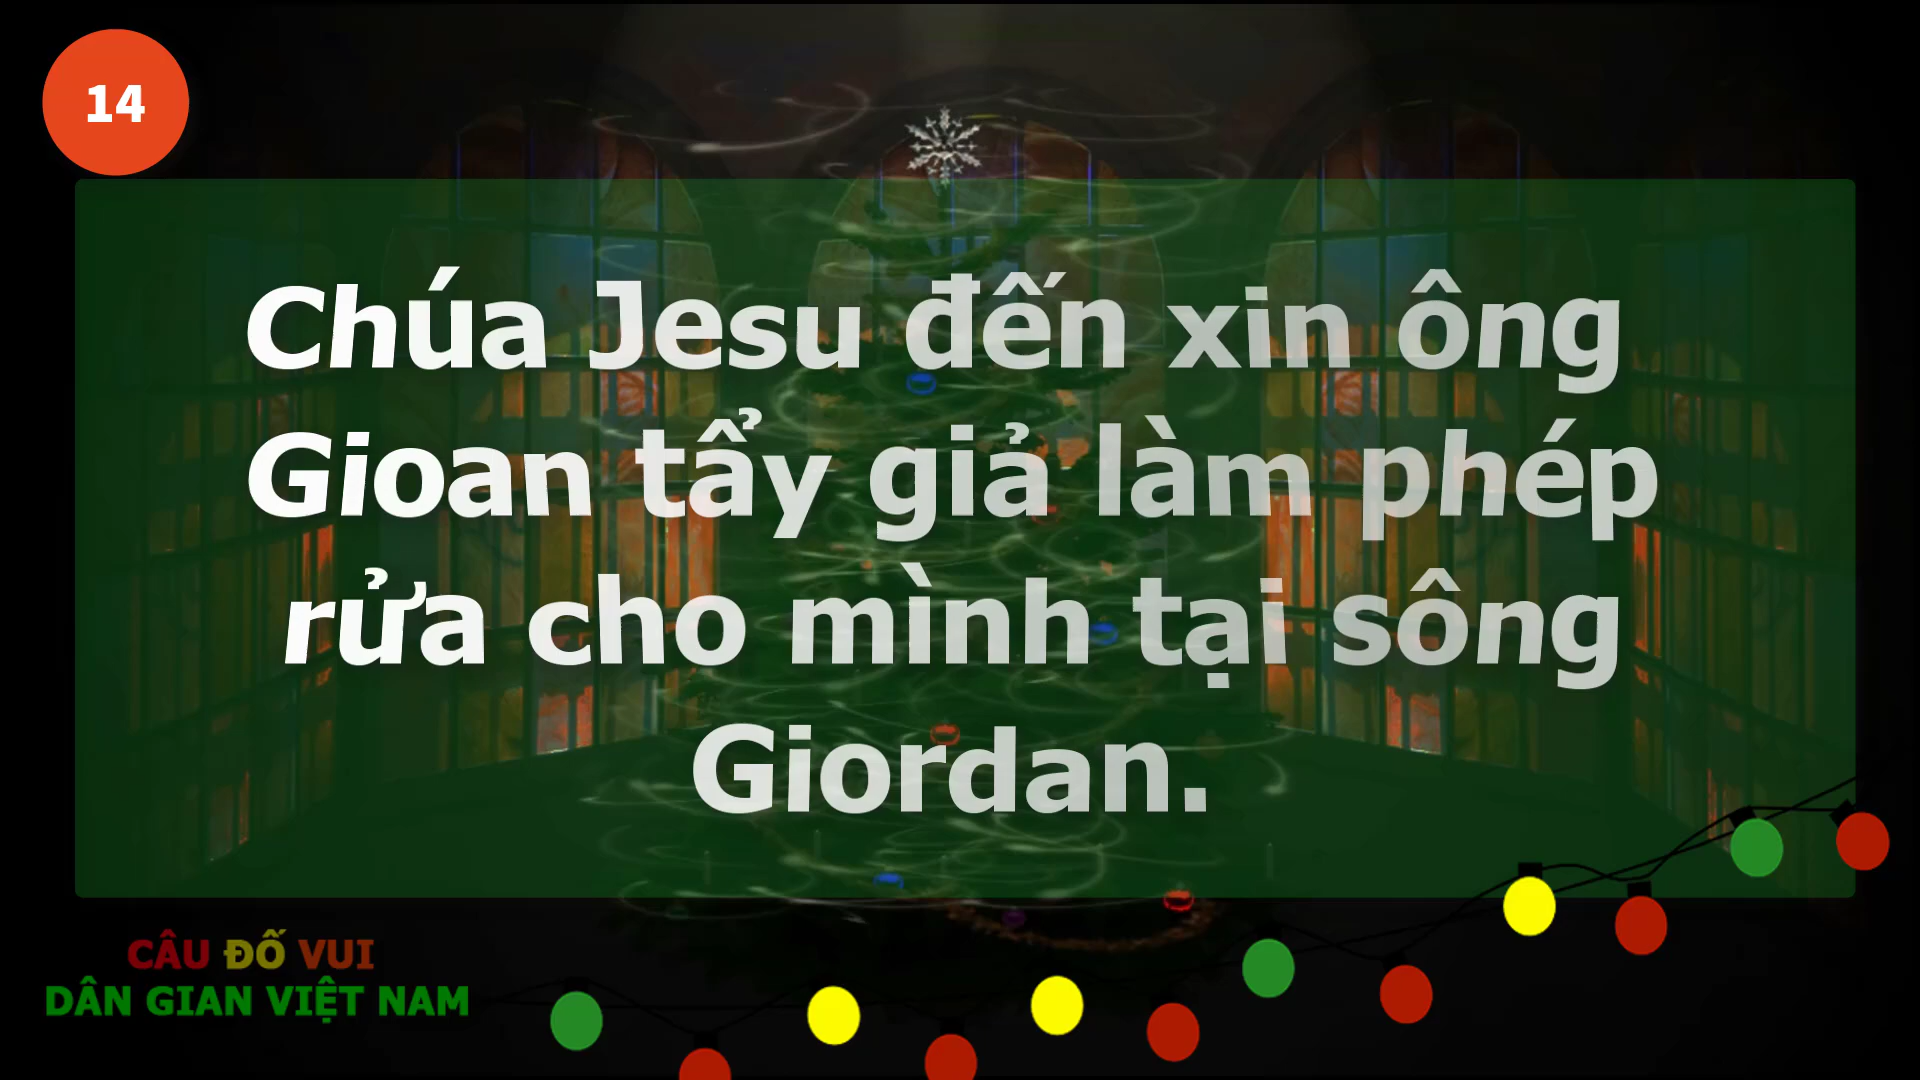 14
Chúa Jesu đến xin ông
Gioan tẩy giả làm phép
rửa cho mình tại sông
Giordan.
CÂU ĐỐ VUI
DÂN GIAN VIỆT NAM